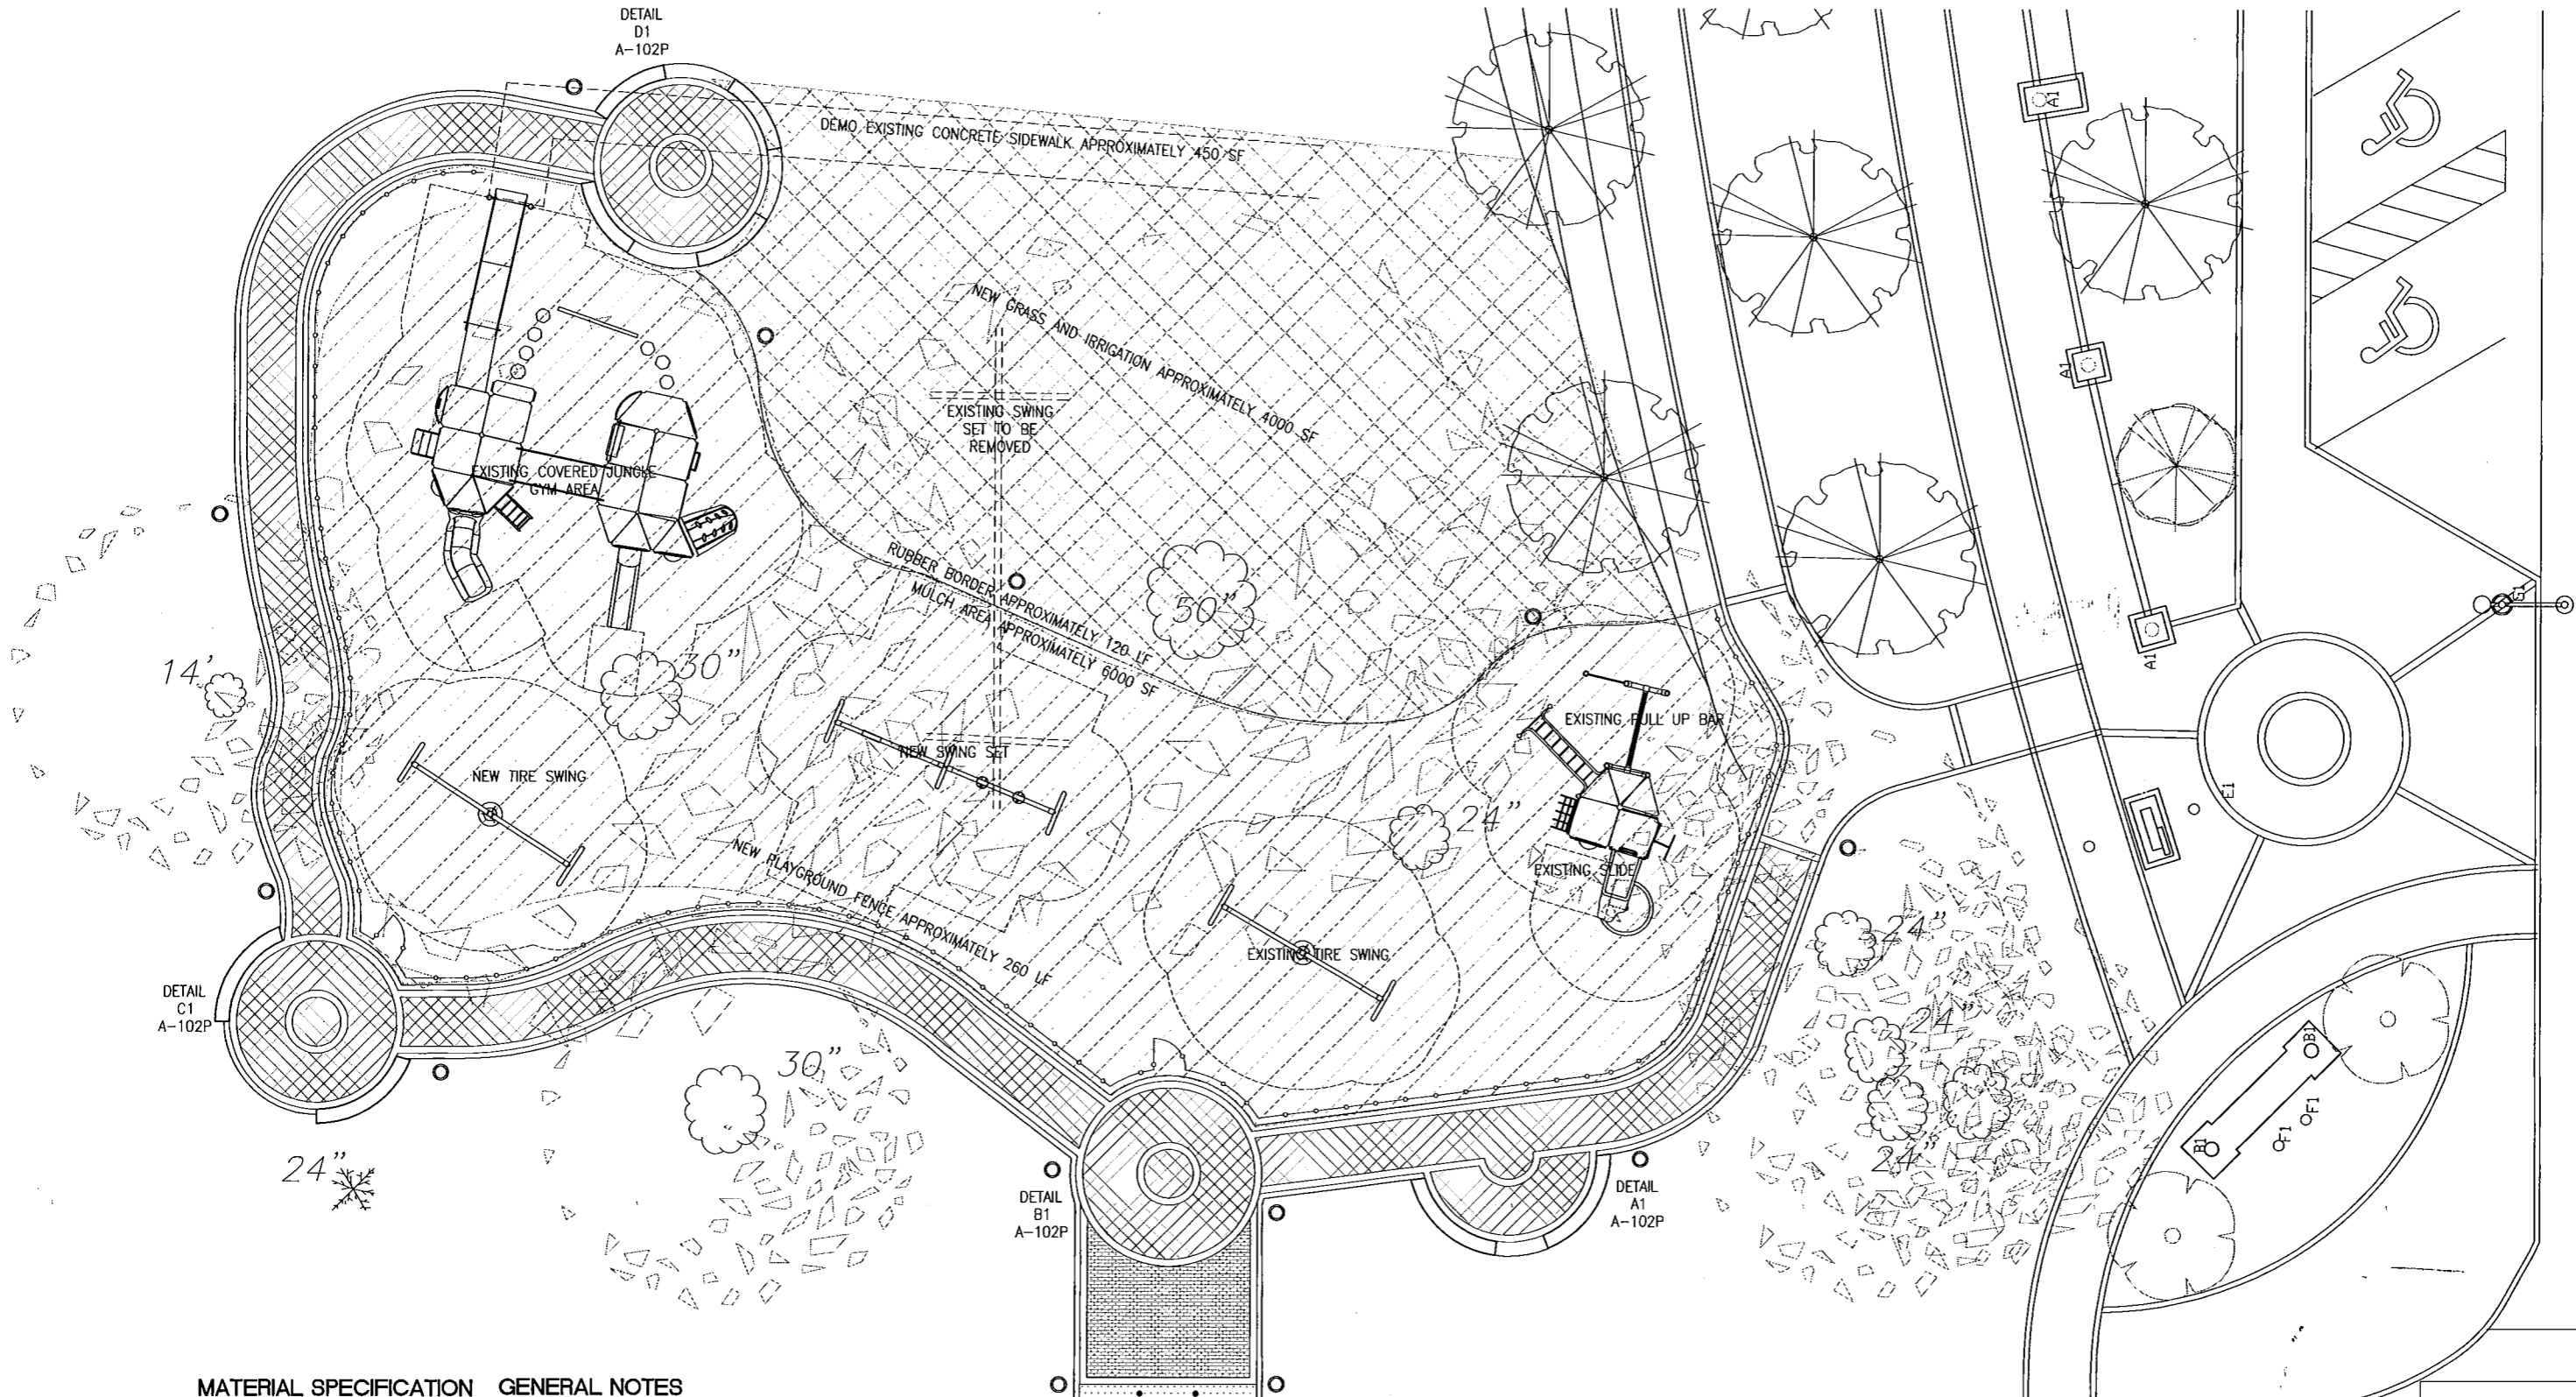 DETAIL
D1
A-102P
DEMO EXISTING CONCRETE SIDEWALK APPROXIMATELY 450 SF
A1
NEW GRASS AND IRRIGATION APPROXIMATELY 4000 SF
A1
EXISTING SWING
SET TO BE
REMOVED
EXISTING COVERED JUNGLE
GYM AREA
RUBBER BORDER APPROXIMATELY 120 LF
MULCH AREA APPROXIMATELY 6000 SF
50"
A1
14'
30"
EXISTING PULL UP BAR
NEW SWING SET
NEW TIRE SWING
E1
24"
NEW PLAYGROUND FENCE APPROXIMATELY 260 LF
EXISTING SLIDE
EXISTING TIRE SWING
24"
DETAIL
C1
A-102P
24"
B1
30"
F1
F1
B1
24"
24"
DETAIL
B1
A-102P
DETAIL
A1
A-102P
MATERIAL SPECIFICATION GENERAL NOTES